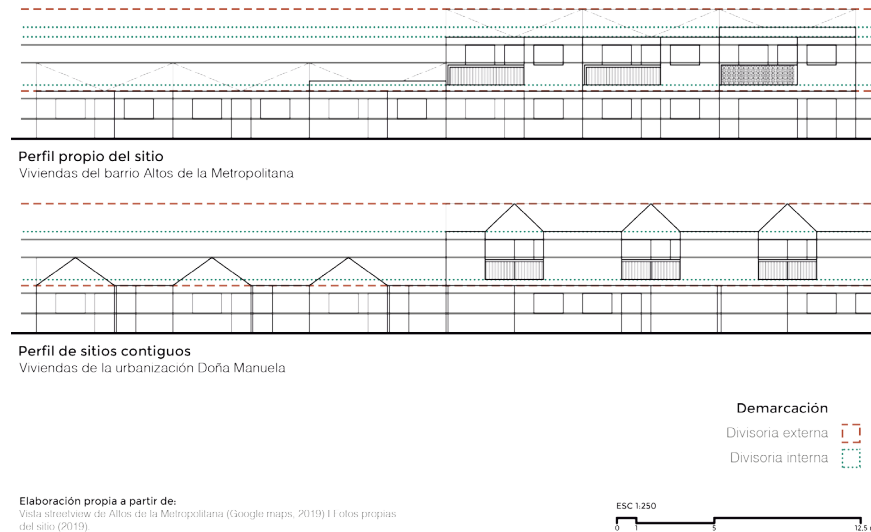 Perfil propio del sitio
Viviendas del barrio Altos de la Metropolitana
Perfil de sitios contiguos
Viviendas de la urbanización Doña Manuela
Demarcación
Divisoria externa
Divisoria interna
Elaboración propia a partir de:
Vista streetview de Altos de la Metropolitana (Google maps, 2019) | Fotos propias
del sitio (2019).
ESC 1:250
0 1 5 12.5